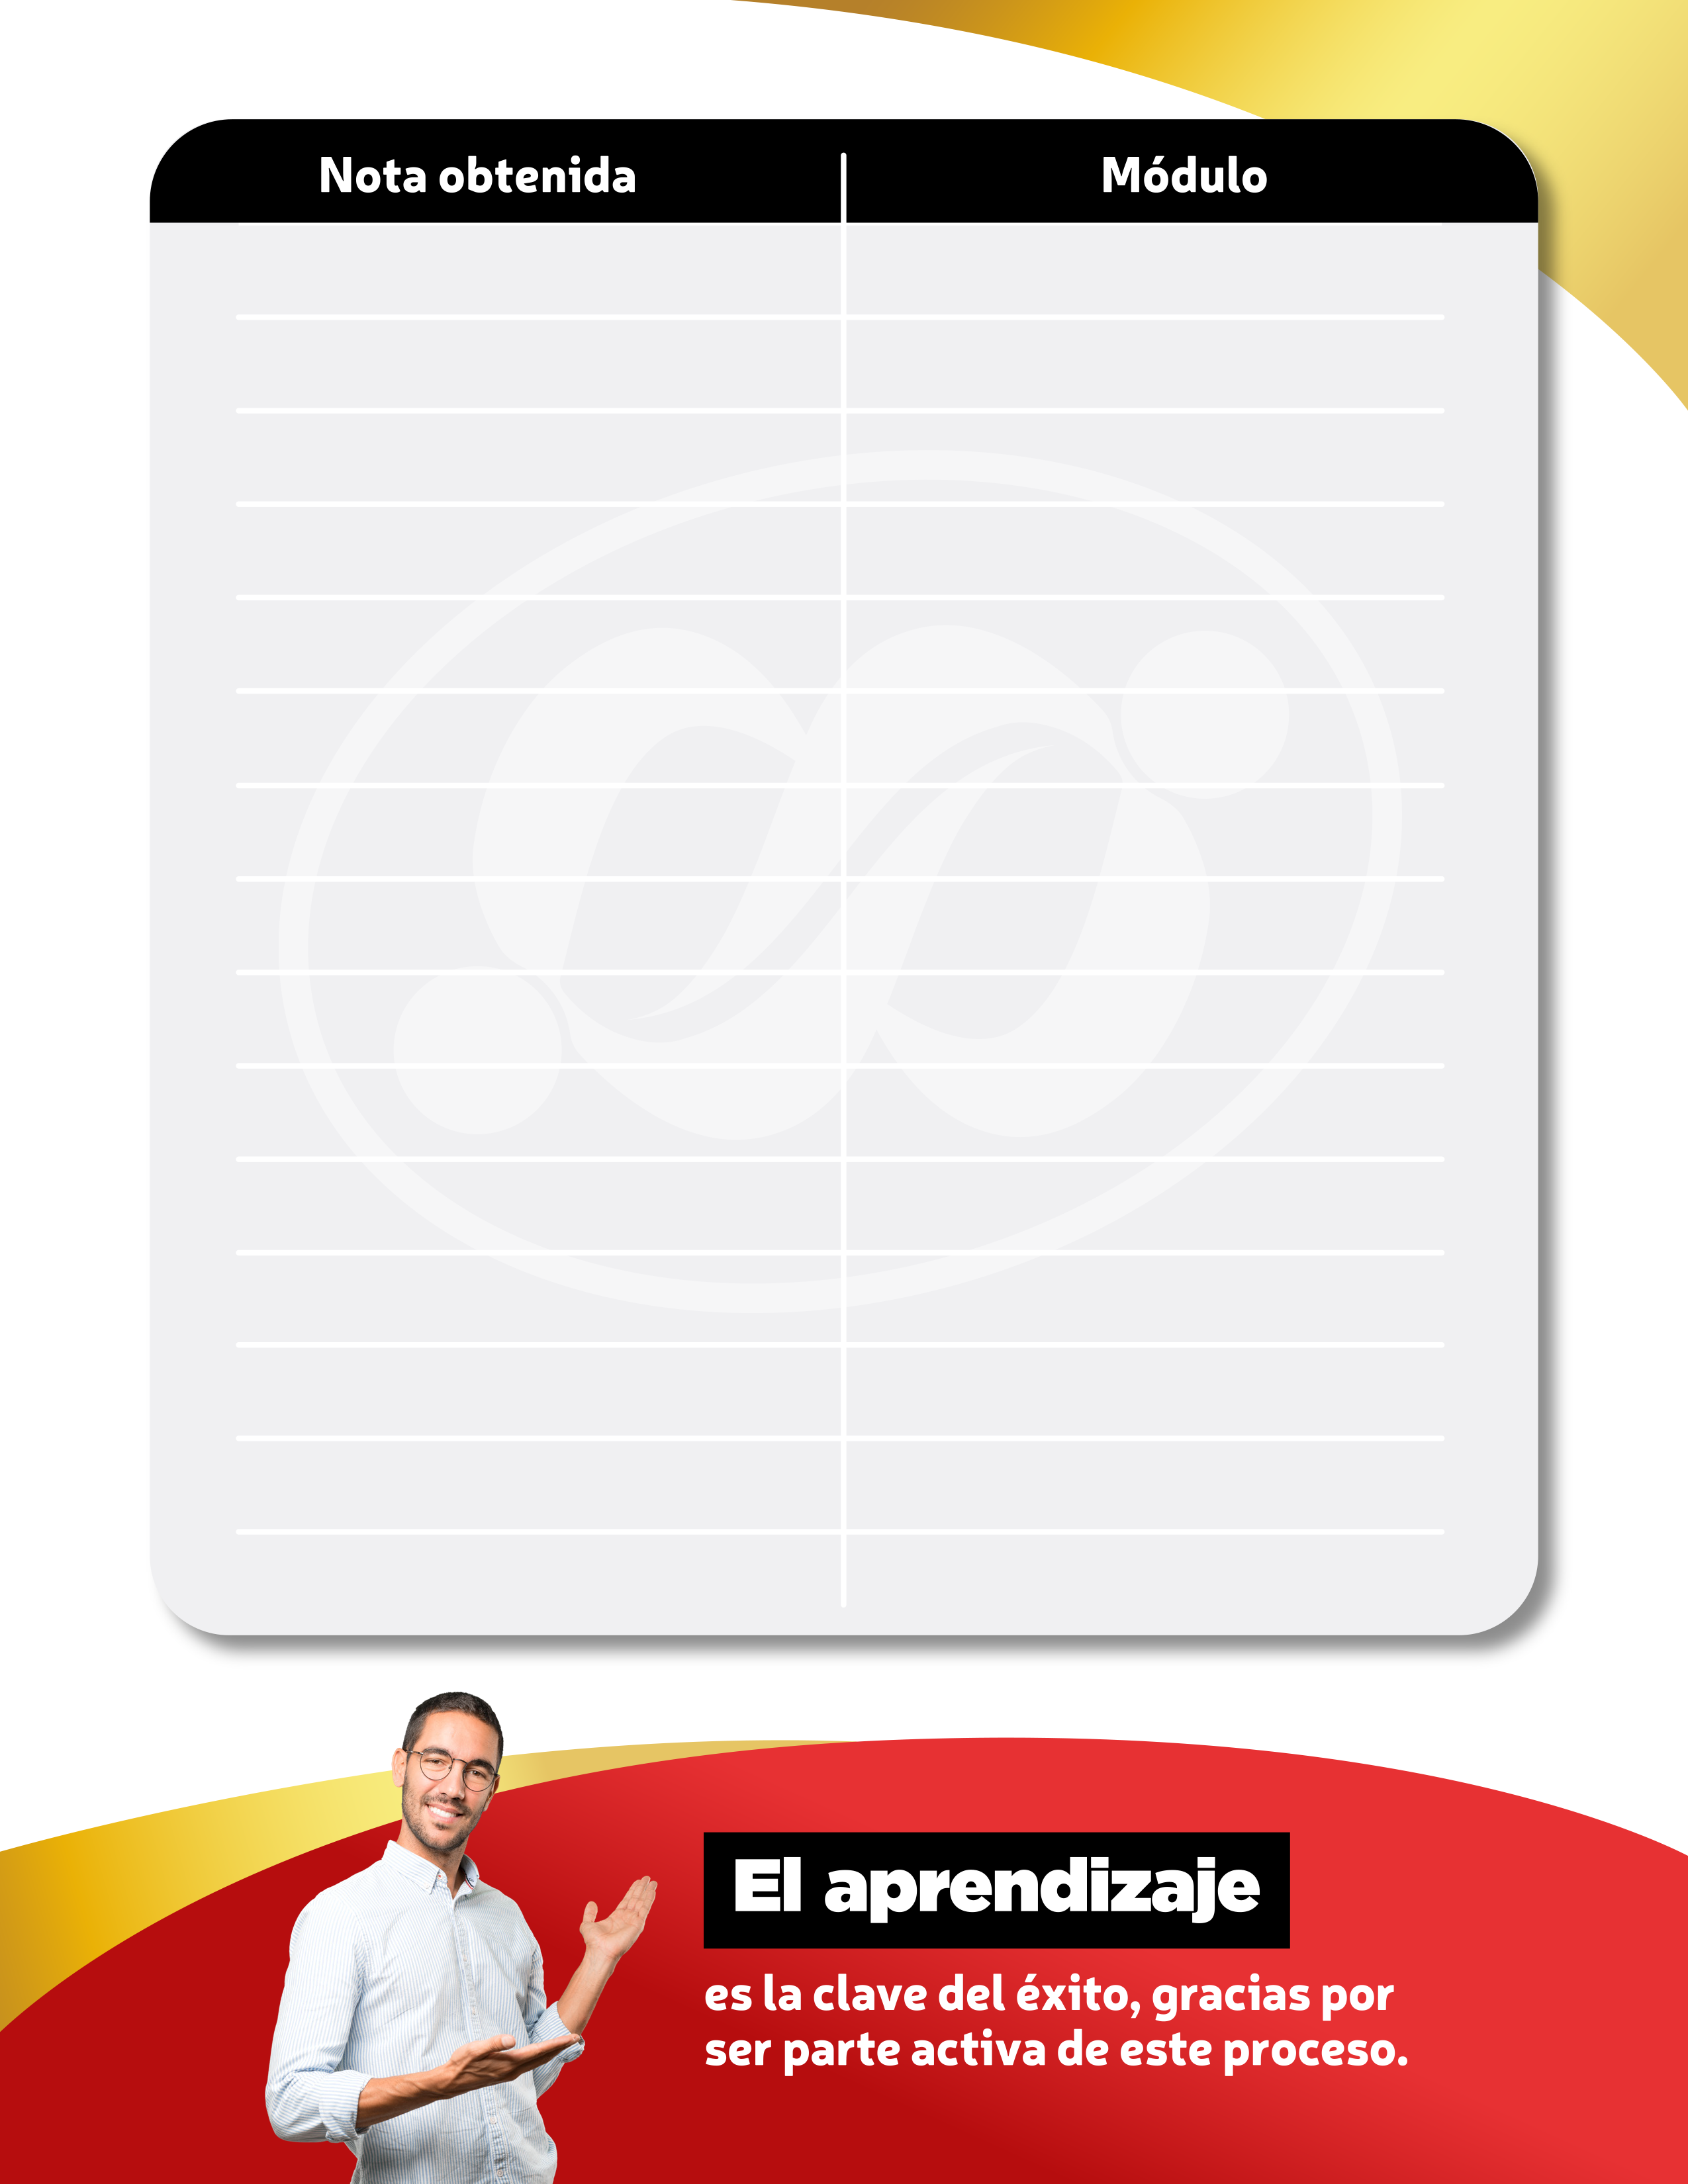 Nota obtenida
Módulo
El aprendizaje
es la clave del éxito, gracias por
ser parte activa de este proceso.